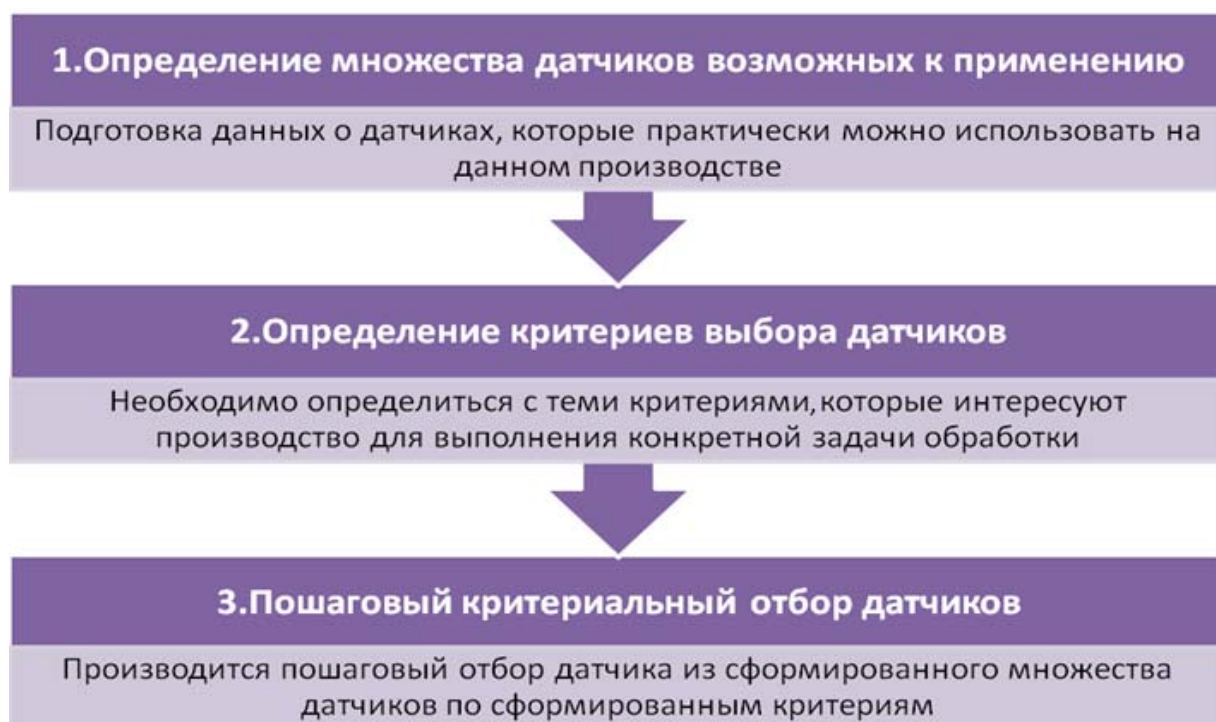 1.Определение множества датчиков возможных к применению
Подготовка данных о датчиках, которые практически можно использовать на
данном производстве
2.Определение критериев выбора датчиков
Необходимо определиться с теми критериями,которые интересуют
производство для выполнения конкретной задачи обработки
3.Пошаговый критериальный отбор датчиков
Производится пошаговый отбор датчика из сформированного множества
датчиков по сформированным критериям